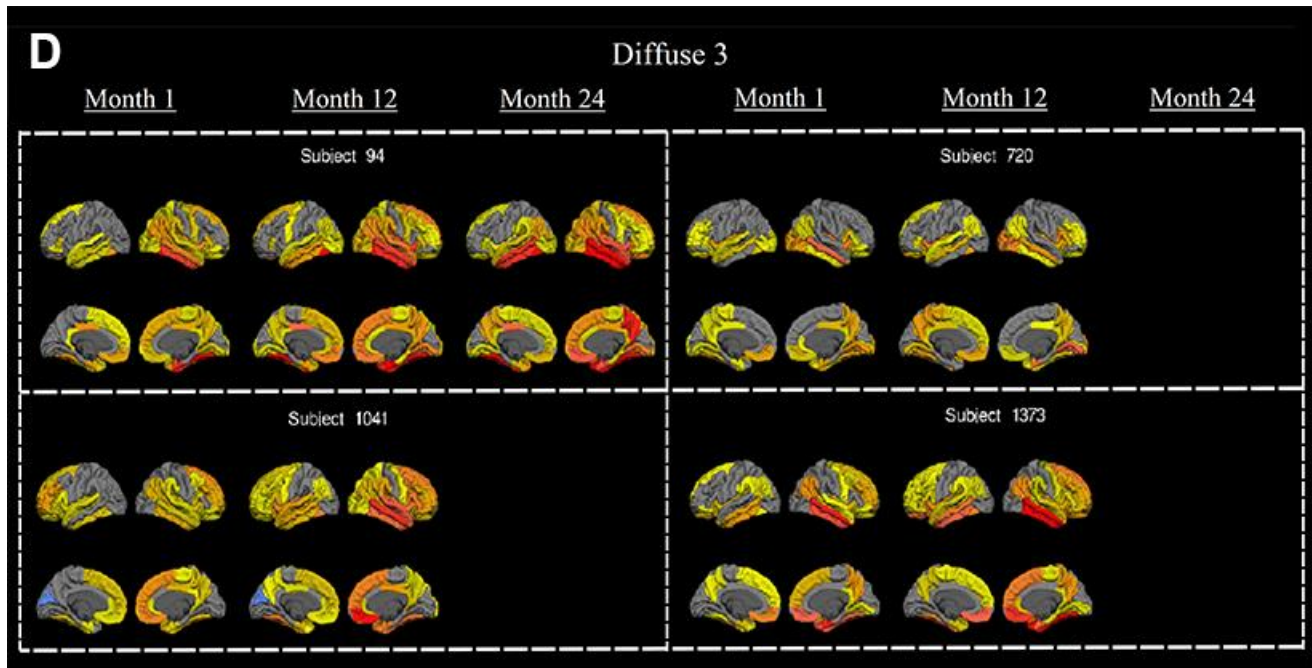 D
Diffuse 3
Month 1 Month 12 Month 24 Month 1 Month 12 Month 24
Subject 94 Subject 720
Subject 1041 Subject 1373